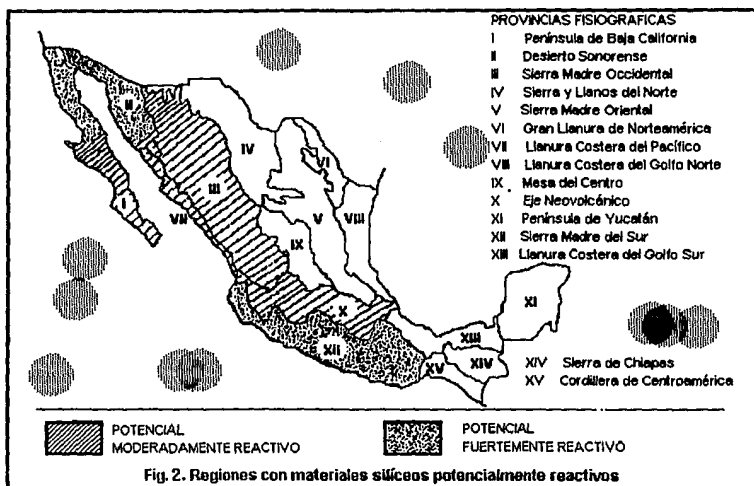 PROVINCIAS FISIOGRAFICAS
I Península de Baja California
II Desierto Sonorense
III Sierra Madre Occidental
IV Sierra y Llanos del Norte
V Sierra Madre Oriental
VI Gran Llanura de Norteamérica
VII Llanura Costera del Pacífico
VIII Llanura Costera del Golfo Norte
IX Mesa del Centro
X Eje Neovolcánico
XI Península de Yucatán
XII Sierra Madre del Sur
XIII Llanura Costera del Golfo Sur
XIV Sierra de Chiapas
XV Cordillera de Centroamérica
II
IV
VI
III
I
VII
V
VIII
IX
XI
X
XII
XIII
XV
XIV
POTENCIAL
MODERADAMENTE REACTIVO
POTENCIAL
FUERTEMENTE REACTIVO
Fig. 2. Regiones con materiales silíceos potencialmente reactivos